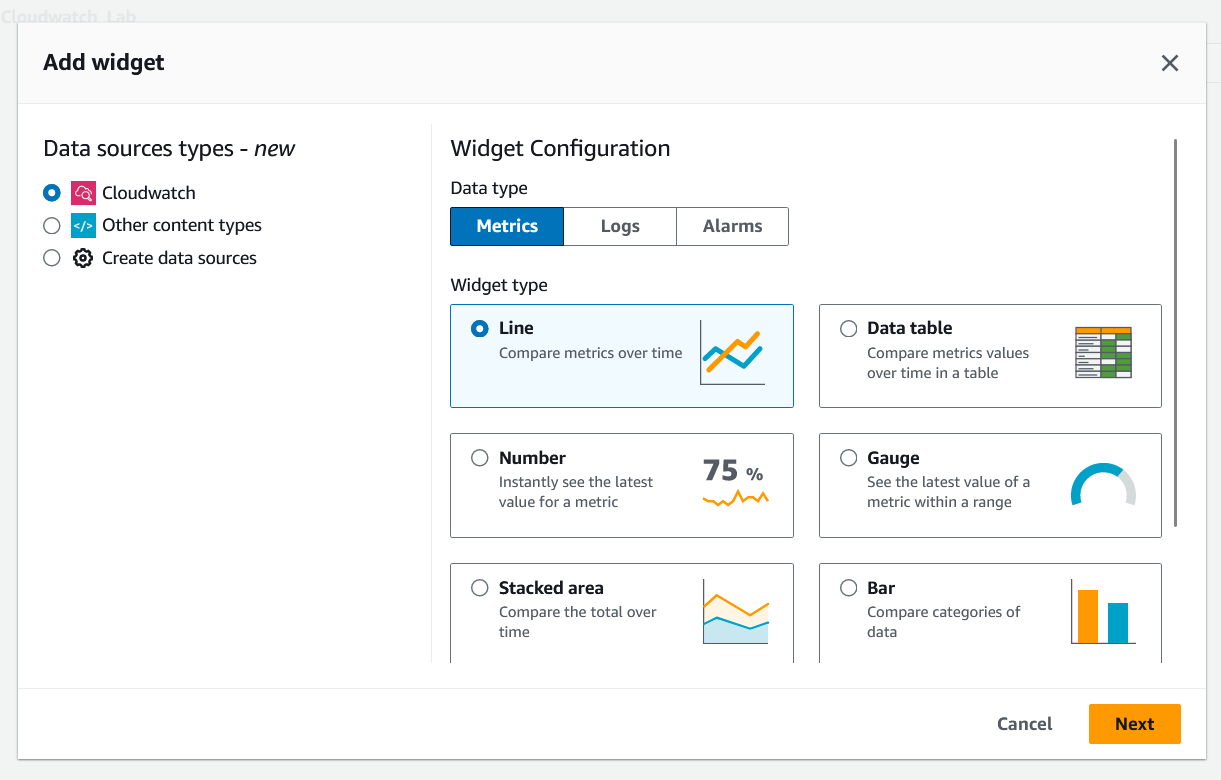 Cloudwatch_Lab
Add widget
Data sources types - new
Cloudwatch
</> Other content types
Create data sources
Widget Configuration
Data type
Metrics Logs Alarms
Widget type
Line
Compare metrics over time
Data table
Compare metrics values
over time in a table
Number
Instantly see the latest
value for a metric
75 %
Gauge
See the latest value of a
metric within a range
Stacked area
Compare the total over
time
Bar
Compare categories of
data
Cancel Next